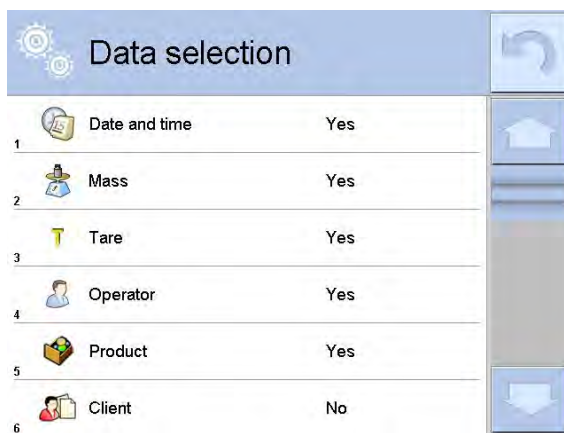 Data selection
Date and time Yes
1
Mass Yes
2
T Tare Yes
3
Operator Yes
4
Product Yes
5
Client No
6